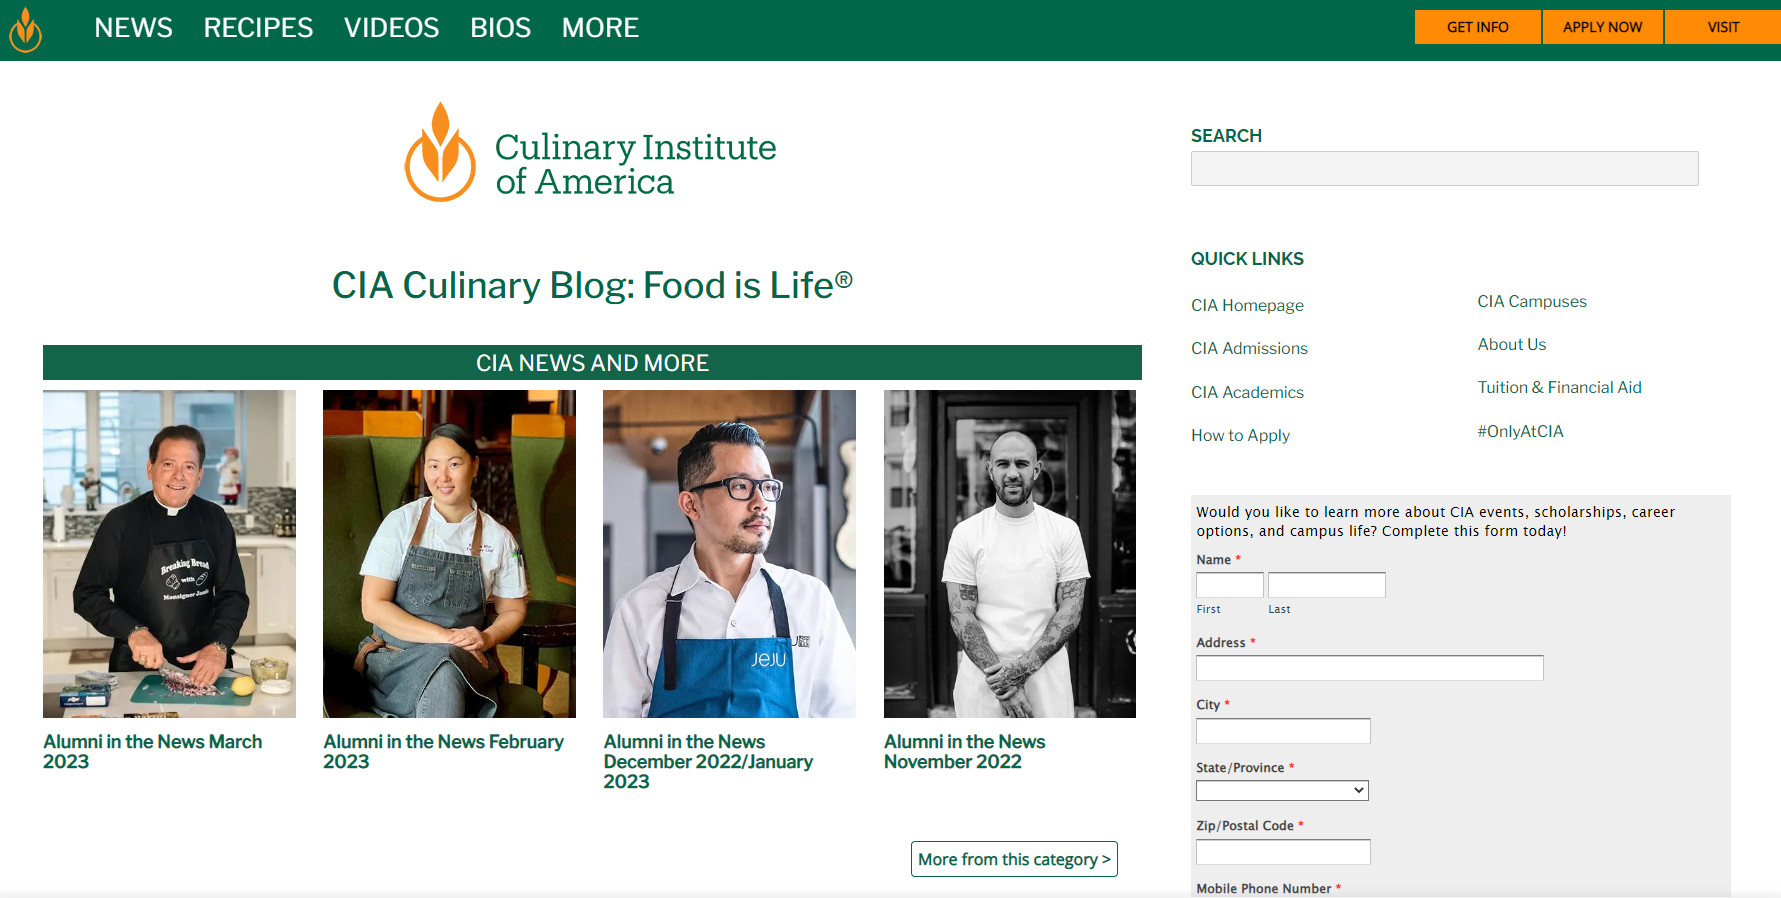 NEWS RECIPES VIDEOS BIOS MORE
GET INFO APPLY NOW VISIT
Culinary Institute
of America
CIA Culinary Blog: Food is Life®
CIA NEWS AND MORE
Breaking Bread
with
Monsignor Jamie
JEJU
Alumni in the News March
2023
Alumni in the News February
2023
Alumni in the News
December 2022/January
2023
Alumni in the News
November 2022
More from this category >
SEARCH
QUICK LINKS
CIA Homepage
CIA Admissions
CIA Academics
How to Apply
CIA Campuses
About Us
Tuition & Financial Aid
#OnlyAtCIA
Would you like to learn more about CIA events, scholarships, career
options, and campus life? Complete this form today!
Name *
First Last
Address *
City *
State/Province *
Zip/Postal Code *
Mobile Phone Number *